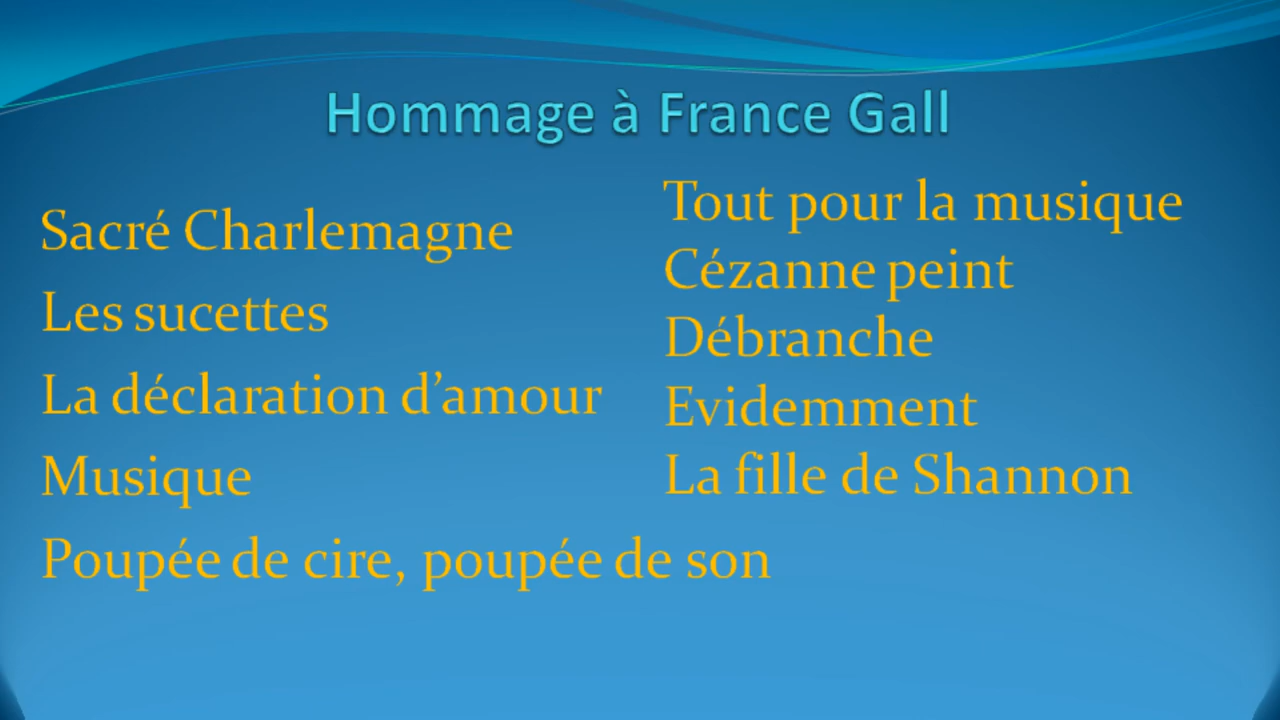 Hommage à France Gall
Sacré Charlemagne
Les sucettes
La déclaration d’amour
Musique
Poupée de cire, poupée de son
Tout pour la musique
Cézanne peint
Débranche
Evidemment
La fille de Shannon